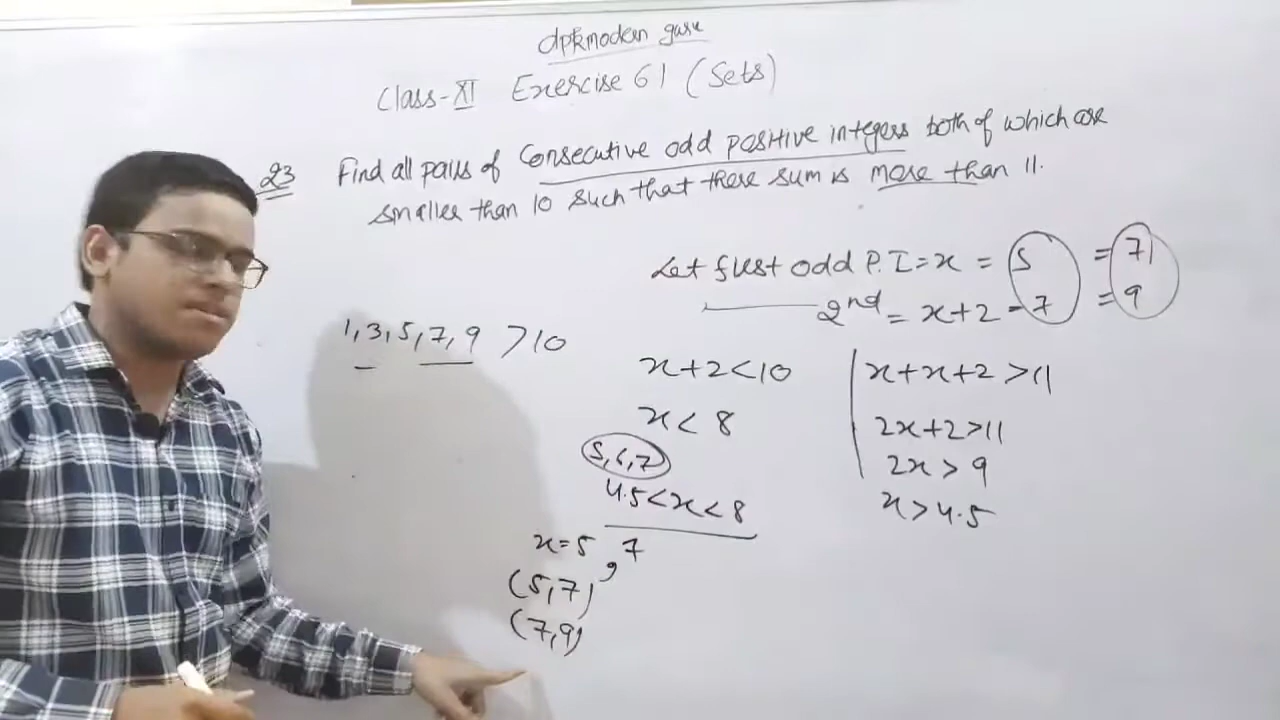 dpkmodern guru
Class-XI Exercise 6.1 (Sets)
23 Find all pairs of consecutive odd positive integers both of which are
smaller than 10 such that there sum is more than 11.
Let first odd P.I = x = 5 = 7
2nd = x+2 = 7 = 9
1,3,5,7,9 >10
x+2<10
x< 8
5,6,7
4.5<x<8
x=5, 7
(5,7)
(7,9)
x+x+2>11
2x+2>11
2x > 9
x> 4.5